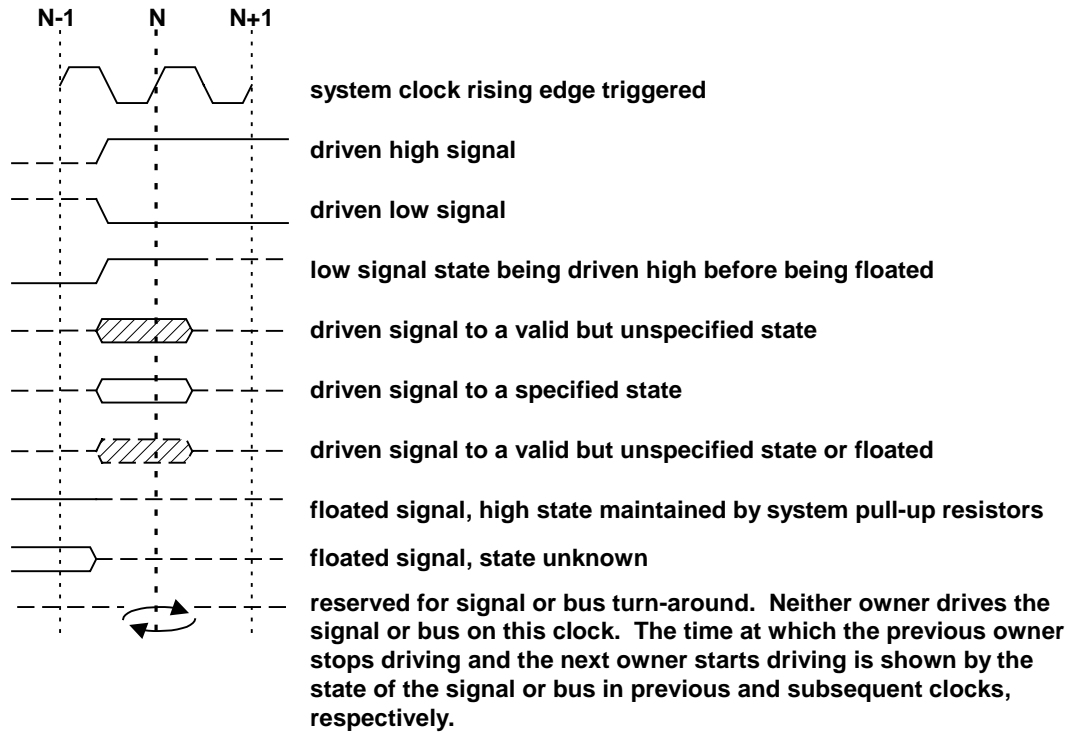 N-1 N N+1
system clock rising edge triggered
driven high signal
driven low signal
low signal state being driven high before being floated
driven signal to a valid but unspecified state
driven signal to a specified state
driven signal to a valid but unspecified state or floated
floated signal, high state maintained by system pull-up resistors
floated signal, state unknown
reserved for signal or bus turn-around. Neither owner drives the
signal or bus on this clock. The time at which the previous owner
stops driving and the next owner starts driving is shown by the
state of the signal or bus in previous and subsequent clocks,
respectively.